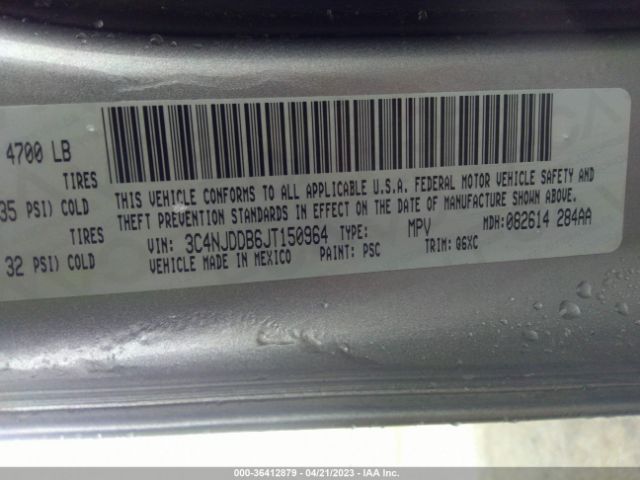 4700 LB
TIRES
35 PSI) COLD
TIRES
32 PSI) COLD
THIS VEHICLE CONFORMS TO ALL APPLICABLE U.S.A. FEDERAL MOTOR VEHICLE SAFETY AND
THEFT PREVENTION STANDARDS IN EFFECT ON THE DATE OF MANUFACTURE SHOWN ABOVE.
VIN: 3C4NJDDB6JT150964 TYPE: MPV MDH: 082614 284AA
VEHICLE MADE IN MEXICO PAINT: PSC TRIM: Q6XC
000-36412879 - 04/21/2023 - IAA Inc.